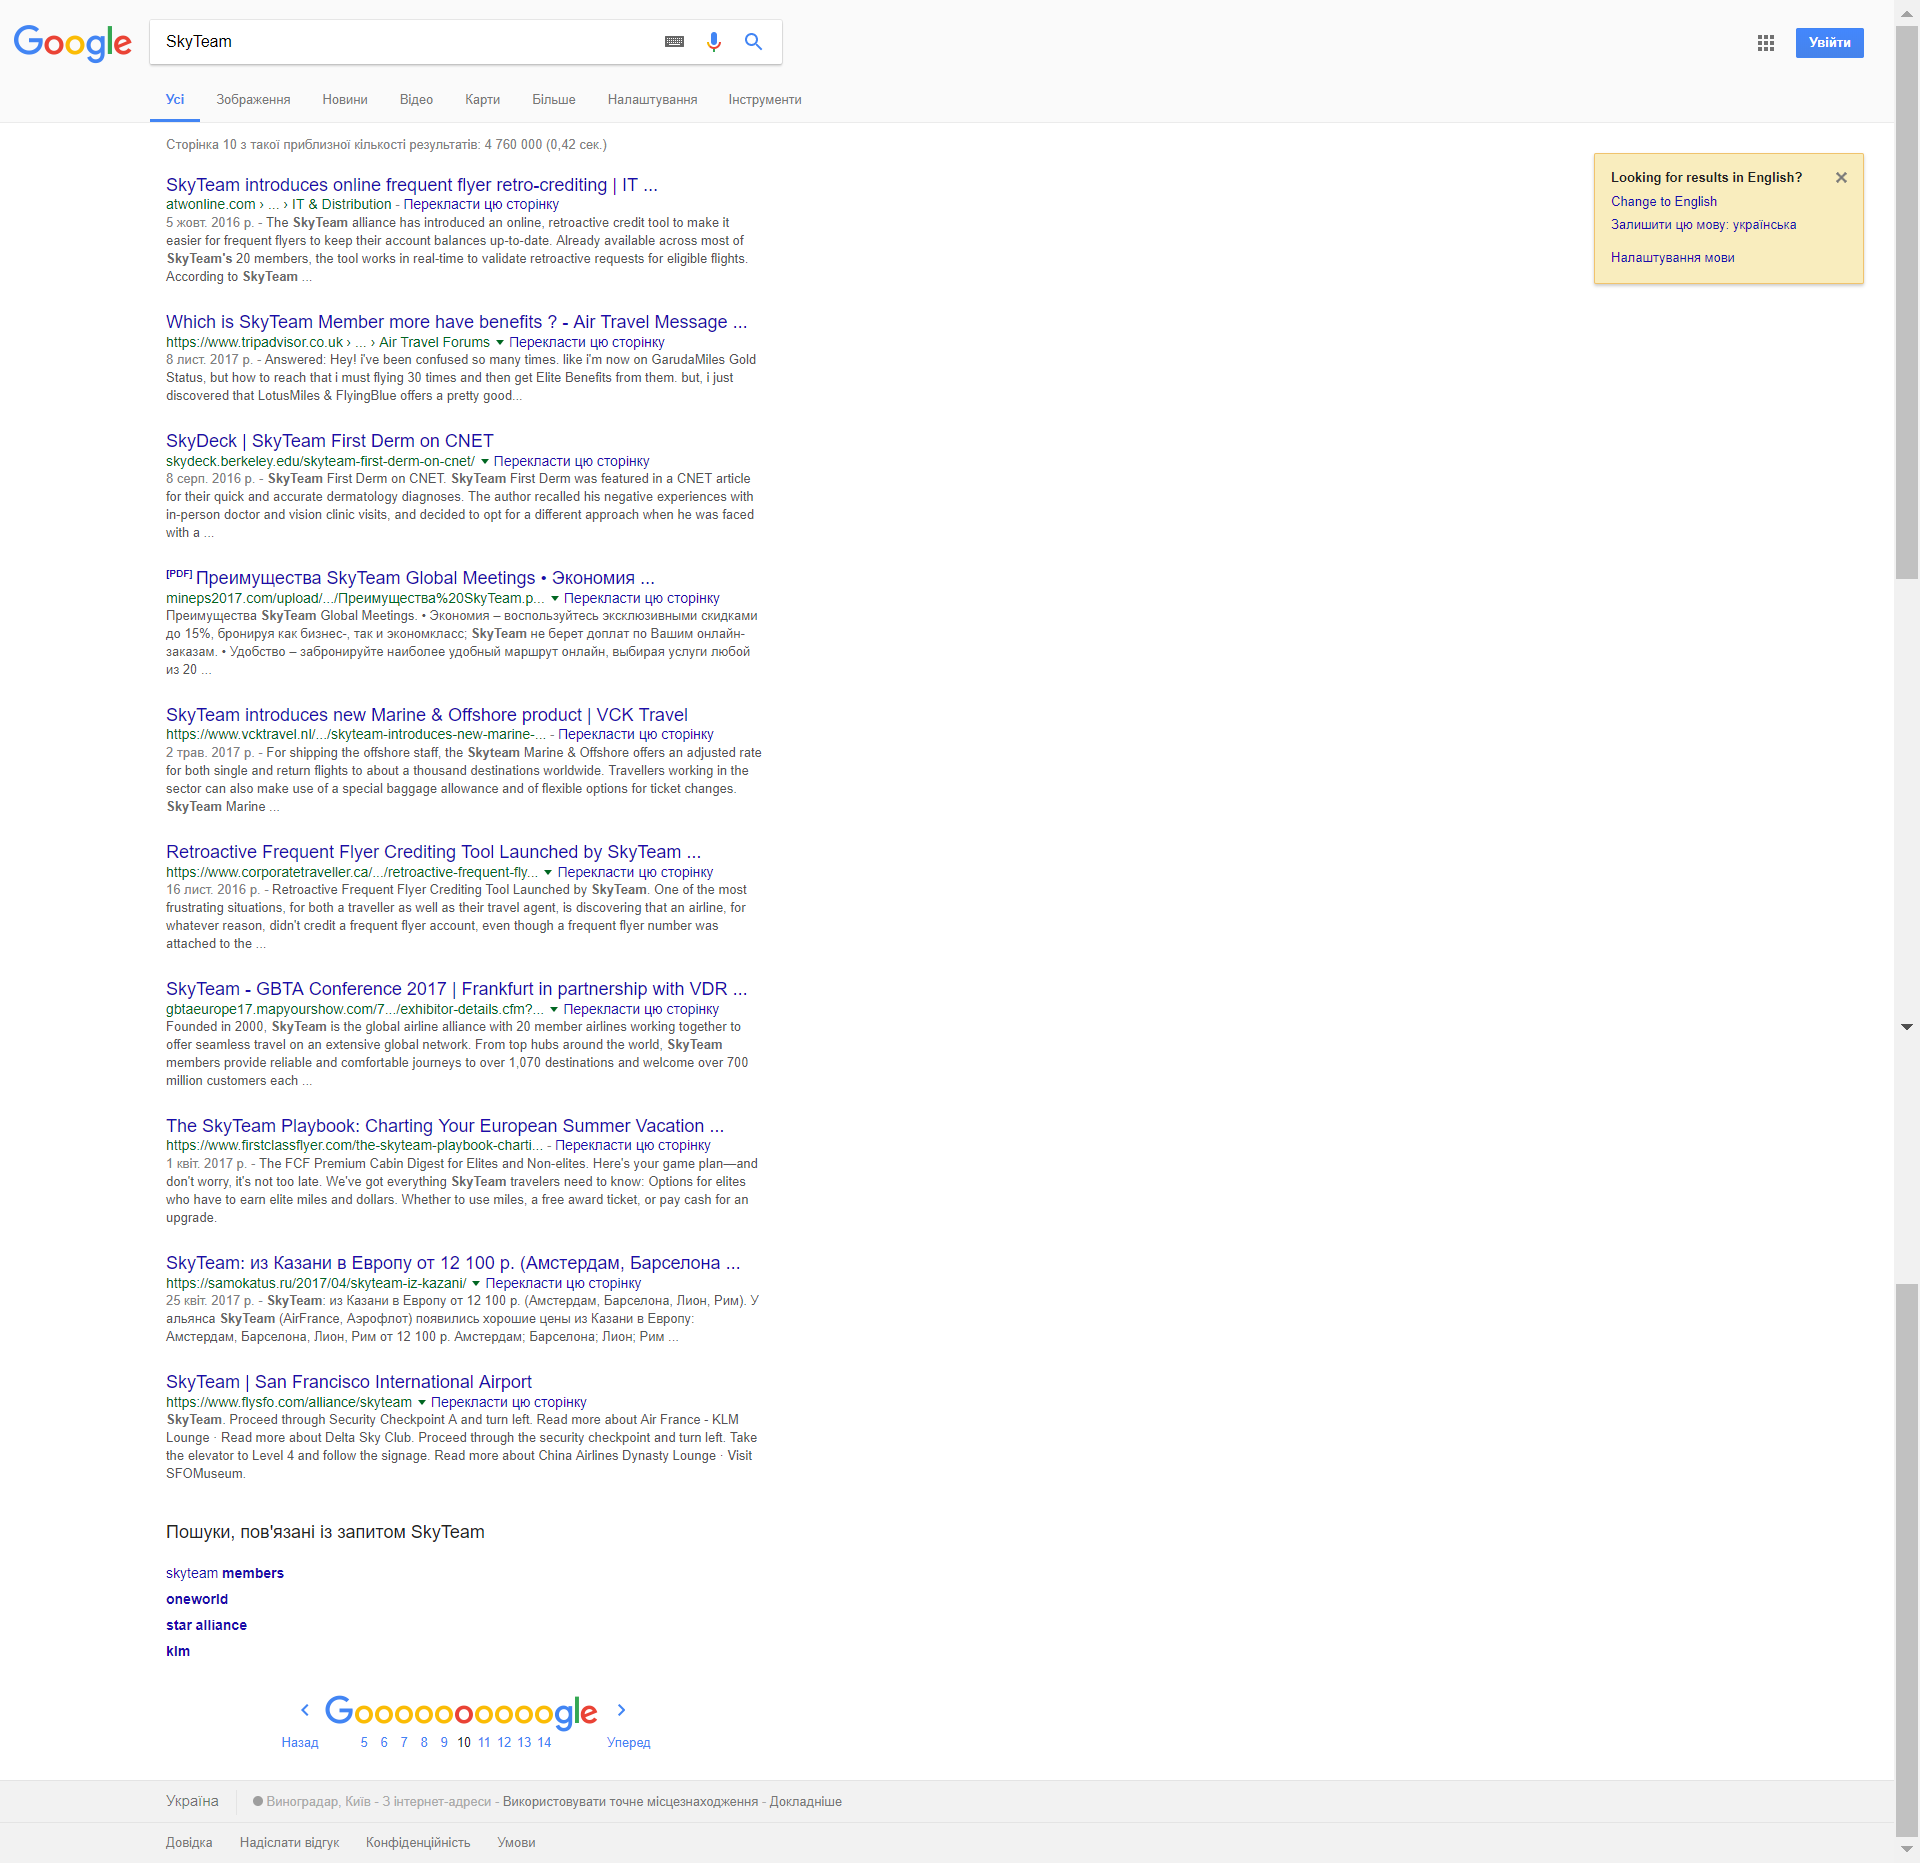 Google
SkyTeam
Увійти
Усі Зображення Новини Відео Карти Більше Налаштування Інструменти
Сторінка 10 з такої приблизної кількості результатів: 4 760 000 (0,42 сек.)
Looking for results in English?
Change to English
Залишити цю мову: українська
Налаштування мови
SkyTeam introduces online frequent flyer retro-crediting | IT ...
atwonline.com › ... › IT & Distribution - Перекласти цю сторінку
5 жовт. 2016 р. - The SkyTeam alliance has introduced an online, retroactive credit tool to make it
easier for frequent flyers to keep their account balances up-to-date. Already available across most of
SkyTeam's 20 members, the tool works in real-time to validate retroactive requests for eligible flights.
According to SkyTeam ...
Which is SkyTeam Member more have benefits ? - Air Travel Message ...
https://www.tripadvisor.co.uk › ... › Air Travel Forums Перекласти цю сторінку
8 лист. 2017 р. - Answered: Hey! i've been confused so many times. like i'm now on GarudaMiles Gold
Status, but how to reach that i must flying 30 times and then get Elite Benefits from them. but, i just
discovered that LotusMiles & FlyingBlue offers a pretty good...
SkyDeck | SkyTeam First Derm on CNET
skydeck.berkeley.edu/skyteam-first-derm-on-cnet/ Перекласти цю сторінку
8 серп. 2016 р. - SkyTeam First Derm on CNET. SkyTeam First Derm was featured in a CNET article
for their quick and accurate dermatology diagnoses. The author recalled his negative experiences with
in-person doctor and vision clinic visits, and decided to opt for a different approach when he was faced
with a ...
[PDF] Преимущества SkyTeam Global Meetings • Экономия ...
mineps2017.com/upload/.../Преимущества%20SkyTeam.p... Перекласти цю сторінку
Преимущества SkyTeam Global Meetings. • Экономия – воспользуйтесь эксклюзивными скидками
до 15%, бронируя как бизнес-, так и экономкласс; SkyTeam не берет доплат по Вашим онлайн-
заказам. • Удобство – забронируйте наиболее удобный маршрут онлайн, выбирая услуги любой
из 20 ...
SkyTeam introduces new Marine & Offshore product | VCK Travel
https://www.vcktravel.nl/.../skyteam-introduces-new-marine-... - Перекласти цю сторінку
2 трав. 2017 р. - For shipping the offshore staff, the Skyteam Marine & Offshore offers an adjusted rate
for both single and return flights to about a thousand destinations worldwide. Travellers working in the
sector can also make use of a special baggage allowance and of flexible options for ticket changes.
SkyTeam Marine ...
Retroactive Frequent Flyer Crediting Tool Launched by SkyTeam ...
https://www.corporatetraveller.ca/.../retroactive-frequent-fly... Перекласти цю сторінку
16 лист. 2016 р. - Retroactive Frequent Flyer Crediting Tool Launched by SkyTeam. One of the most
frustrating situations, for both a traveller as well as their travel agent, is discovering that an airline, for
whatever reason, didn't credit a frequent flyer account, even though a frequent flyer number was
attached to the ...
SkyTeam - GBTA Conference 2017 | Frankfurt in partnership with VDR ...
gbtaeurope17.mapyourshow.com/7.../exhibitor-details.cfm?... Перекласти цю сторінку
Founded in 2000, SkyTeam is the global airline alliance with 20 member airlines working together to
offer seamless travel on an extensive global network. From top hubs around the world, SkyTeam
members provide reliable and comfortable journeys to over 1,070 destinations and welcome over 700
million customers each ...
The SkyTeam Playbook: Charting Your European Summer Vacation ...
https://www.firstclassflyer.com/the-skyteam-playbook-charti... - Перекласти цю сторінку
1 квіт. 2017 р. - The FCF Premium Cabin Digest for Elites and Non-elites. Here's your game plan—and
don't worry, it's not too late. We've got everything SkyTeam travelers need to know: Options for elites
who have to earn elite miles and dollars. Whether to use miles, a free award ticket, or pay cash for an
upgrade.
SkyTeam: из Казани в Европу от 12 100 р. (Амстердам, Барселона ...
https://samokatus.ru/2017/04/skyteam-iz-kazani/ Перекласти цю сторінку
25 квіт. 2017 р. - SkyTeam: из Казани в Европу от 12 100 р. (Амстердам, Барселона, Лион, Рим). У
альянса SkyTeam (AirFrance, Аэрофлот) появились хорошие цены из Казани в Европу:
Амстердам, Барселона, Лион, Рим от 12 100 р. Амстердам; Барселона; Лион; Рим ...
SkyTeam | San Francisco International Airport
https://www.flysfo.com/alliance/skyteam Перекласти цю сторінку
SkyTeam. Proceed through Security Checkpoint A and turn left. Read more about Air France - KLM
Lounge · Read more about Delta Sky Club. Proceed through the security checkpoint and turn left. Take
the elevator to Level 4 and follow the signage. Read more about China Airlines Dynasty Lounge · Visit
SFOMuseum.
Пошуки, пов'язані із запитом SkyTeam
skyteam members
oneworld
star alliance
klm
Goooooooooogle
Назад 5 6 7 8 9 10 11 12 13 14 Уперед
Україна Виноградар, Київ - З інтернет-адреси - Використовувати точне місцезнаходження - Докладніше
Довідка Надіслати відгук Конфіденційність Умови